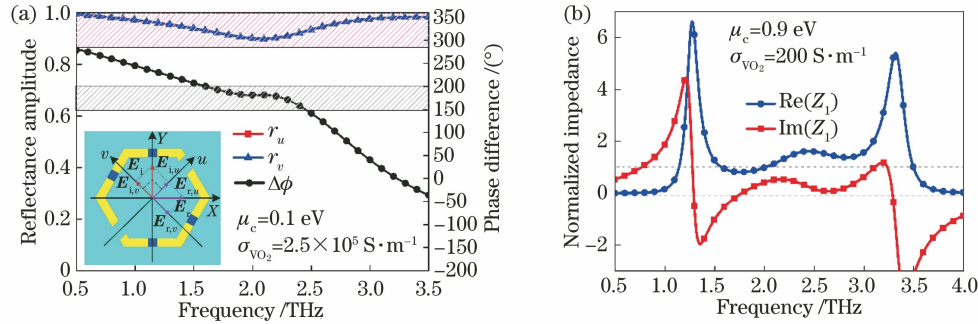 (a)
1.0
0.8
0.6
0.4
0.2
0
Reflectance amplitude
350
300
250
200
150
100
50
0
−50
−100
−150
−200
Phase difference /(°)
0.5 1.0 1.5 2.0 2.5 3.0 3.5
Frequency /THz
r_u
r_v
Δϕ
μ_c=0.1 eV
σ_VO₂=2.5×10⁵ S·m⁻¹
Y
v
u
E_i
E_i,u
E_i,v
E_r,u
X
E_r
E_r,v
(b)
6
4
2
0
−2
Normalized impedance
0.5 1.0 1.5 2.0 2.5 3.0 3.5 4.0
Frequency /THz
μ_c=0.9 eV
σ_VO₂=200 S·m⁻¹
Re(Z₁)
Im(Z₁)